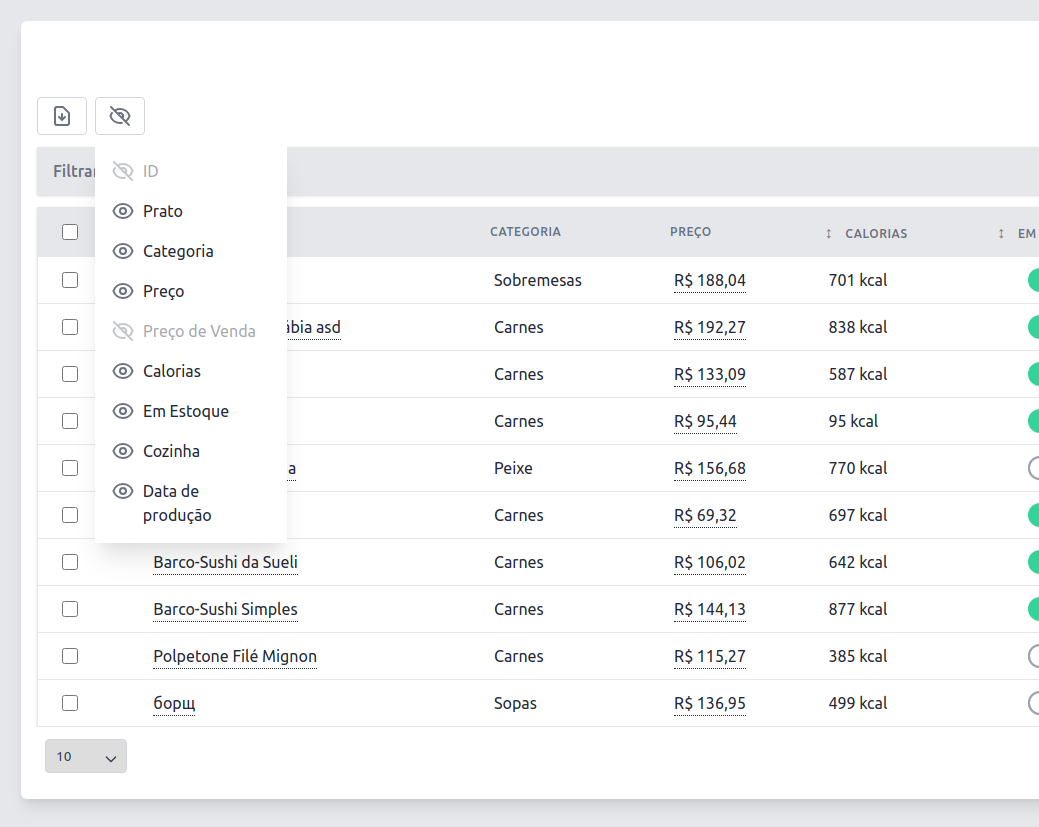 ID
Filtrar
Prato
Categoria
Preço
Preço de Venda
Calorias
Em Estoque
Cozinha
Data de
produção
CATEGORIA PREÇO ↕ CALORIAS ↕ EM
Sobremesas R$ 188,04 701 kcal
ábia asd Carnes R$ 192,27 838 kcal
Carnes R$ 133,09 587 kcal
Carnes R$ 95,44 95 kcal
a Peixe R$ 156,68 770 kcal
Carnes R$ 69,32 697 kcal
Barco-Sushi da Sueli Carnes R$ 106,02 642 kcal
Barco-Sushi Simples Carnes R$ 144,13 877 kcal
Polpetone Filé Mignon Carnes R$ 115,27 385 kcal
борщ Sopas R$ 136,95 499 kcal
10